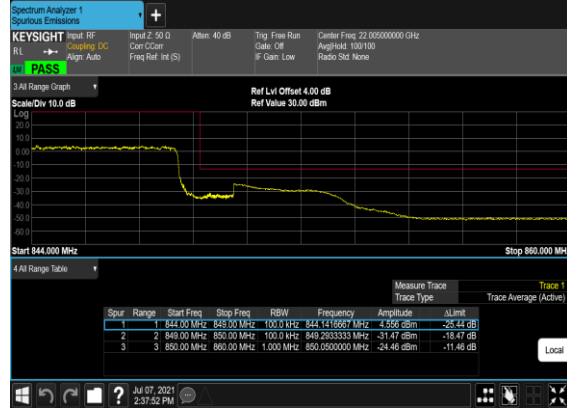 Spectrum Analyzer 1
Spurious Emissions
+
KEYSIGHT Input: RF Input Z: 50 Ω Atten: 40 dB Trig: Free Run Center Freq: 22.005000000 GHz
RL Coupling: DC Corr CCorr Gate: Off Avg|Hold: 100/100
Align: Auto Freq Ref: Int (S) IF Gain: Low Radio Std: None
PASS
3 All Range Graph
Ref Lvl Offset 4.00 dB
Scale/Div 10.0 dB Ref Value 30.00 dBm
Log
20.0
10.0
0.00
-10.0
-20.0
-30.0
-40.0
-50.0
-60.0
Start 844.000 MHz Stop 860.000 MH
4 All Range Table
Measure Trace Trace 1
Trace Type Trace Average (Active)
Spur Range Start Freq Stop Freq RBW Frequency Amplitude ΔLimit
1 1 844.00 MHz 849.00 MHz 100.0 kHz 844.1416667 MHz 4.556 dBm -25.44 dB
2 2 849.00 MHz 850.00 MHz 100.0 kHz 849.2933333 MHz -31.47 dBm -18.47 dB
3 3 850.00 MHz 860.00 MHz 1.000 MHz 850.0500000 MHz -24.46 dBm -11.46 dB
Local
? Jul 07, 2021
2:37:52 PM